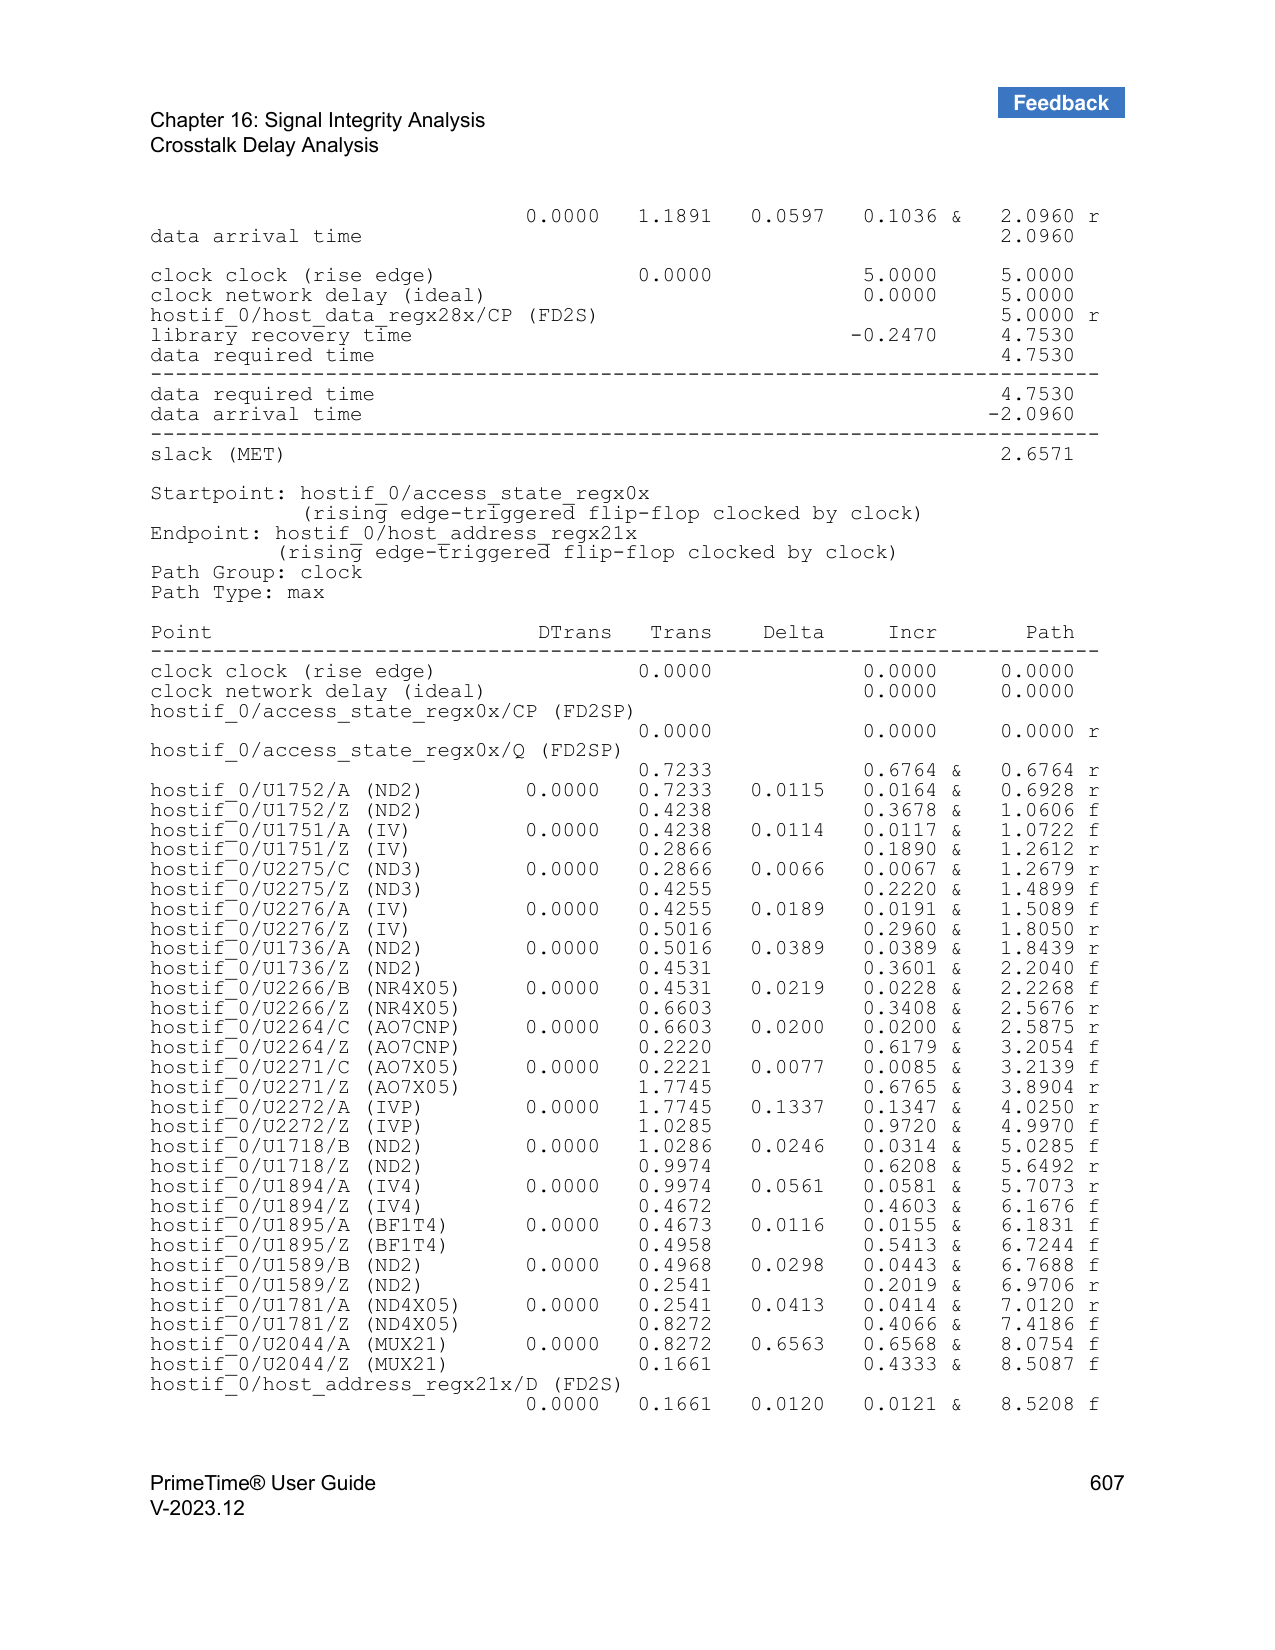 Feedback
Chapter 16: Signal Integrity Analysis
Crosstalk Delay Analysis
0.0000 1.1891 0.0597 0.1036 & 2.0960 r
data arrival time 2.0960
clock clock (rise edge) 0.0000 5.0000 5.0000
clock network delay (ideal) 0.0000 5.0000
hostif_0/host_data_regx28x/CP (FD2S) 5.0000 r
library recovery time -0.2470 4.7530
data required time 4.7530
----------------------------------------------------------------------------
data required time 4.7530
data arrival time -2.0960
----------------------------------------------------------------------------
slack (MET) 2.6571
Startpoint: hostif_0/access_state_regx0x
(rising edge-triggered flip-flop clocked by clock)
Endpoint: hostif_0/host_address_regx21x
(rising edge-triggered flip-flop clocked by clock)
Path Group: clock
Path Type: max
Point DTrans Trans Delta Incr Path
----------------------------------------------------------------------------
clock clock (rise edge) 0.0000 0.0000 0.0000
clock network delay (ideal) 0.0000 0.0000
hostif_0/access_state_regx0x/CP (FD2SP)
0.0000 0.0000 0.0000 r
hostif_0/access_state_regx0x/Q (FD2SP)
0.7233 0.6764 & 0.6764 r
hostif_0/U1752/A (ND2) 0.0000 0.7233 0.0115 0.0164 & 0.6928 r
hostif_0/U1752/Z (ND2) 0.4238 0.3678 & 1.0606 f
hostif_0/U1751/A (IV) 0.0000 0.4238 0.0114 0.0117 & 1.0722 f
hostif_0/U1751/Z (IV) 0.2866 0.1890 & 1.2612 r
hostif_0/U2275/C (ND3) 0.0000 0.2866 0.0066 0.0067 & 1.2679 r
hostif_0/U2275/Z (ND3) 0.4255 0.2220 & 1.4899 f
hostif_0/U2276/A (IV) 0.0000 0.4255 0.0189 0.0191 & 1.5089 f
hostif_0/U2276/Z (IV) 0.5016 0.2960 & 1.8050 r
hostif_0/U1736/A (ND2) 0.0000 0.5016 0.0389 0.0389 & 1.8439 r
hostif_0/U1736/Z (ND2) 0.4531 0.3601 & 2.2040 f
hostif_0/U2266/B (NR4X05) 0.0000 0.4531 0.0219 0.0228 & 2.2268 f
hostif_0/U2266/Z (NR4X05) 0.6603 0.3408 & 2.5676 r
hostif_0/U2264/C (AO7CNP) 0.0000 0.6603 0.0200 0.0200 & 2.5875 r
hostif_0/U2264/Z (AO7CNP) 0.2220 0.6179 & 3.2054 f
hostif_0/U2271/C (AO7X05) 0.0000 0.2221 0.0077 0.0085 & 3.2139 f
hostif_0/U2271/Z (AO7X05) 1.7745 0.6765 & 3.8904 r
hostif_0/U2272/A (IVP) 0.0000 1.7745 0.1337 0.1347 & 4.0250 r
hostif_0/U2272/Z (IVP) 1.0285 0.9720 & 4.9970 f
hostif_0/U1718/B (ND2) 0.0000 1.0286 0.0246 0.0314 & 5.0285 f
hostif_0/U1718/Z (ND2) 0.9974 0.6208 & 5.6492 r
hostif_0/U1894/A (IV4) 0.0000 0.9974 0.0561 0.0581 & 5.7073 r
hostif_0/U1894/Z (IV4) 0.4672 0.4603 & 6.1676 f
hostif_0/U1895/A (BF1T4) 0.0000 0.4673 0.0116 0.0155 & 6.1831 f
hostif_0/U1895/Z (BF1T4) 0.4958 0.5413 & 6.7244 f
hostif_0/U1589/B (ND2) 0.0000 0.4968 0.0298 0.0443 & 6.7688 f
hostif_0/U1589/Z (ND2) 0.2541 0.2019 & 6.9706 r
hostif_0/U1781/A (ND4X05) 0.0000 0.2541 0.0413 0.0414 & 7.0120 r
hostif_0/U1781/Z (ND4X05) 0.8272 0.4066 & 7.4186 f
hostif_0/U2044/A (MUX21) 0.0000 0.8272 0.6563 0.6568 & 8.0754 f
hostif_0/U2044/Z (MUX21) 0.1661 0.4333 & 8.5087 f
hostif_0/host_address_regx21x/D (FD2S)
0.0000 0.1661 0.0120 0.0121 & 8.5208 f
PrimeTime® User Guide 607
V-2023.12